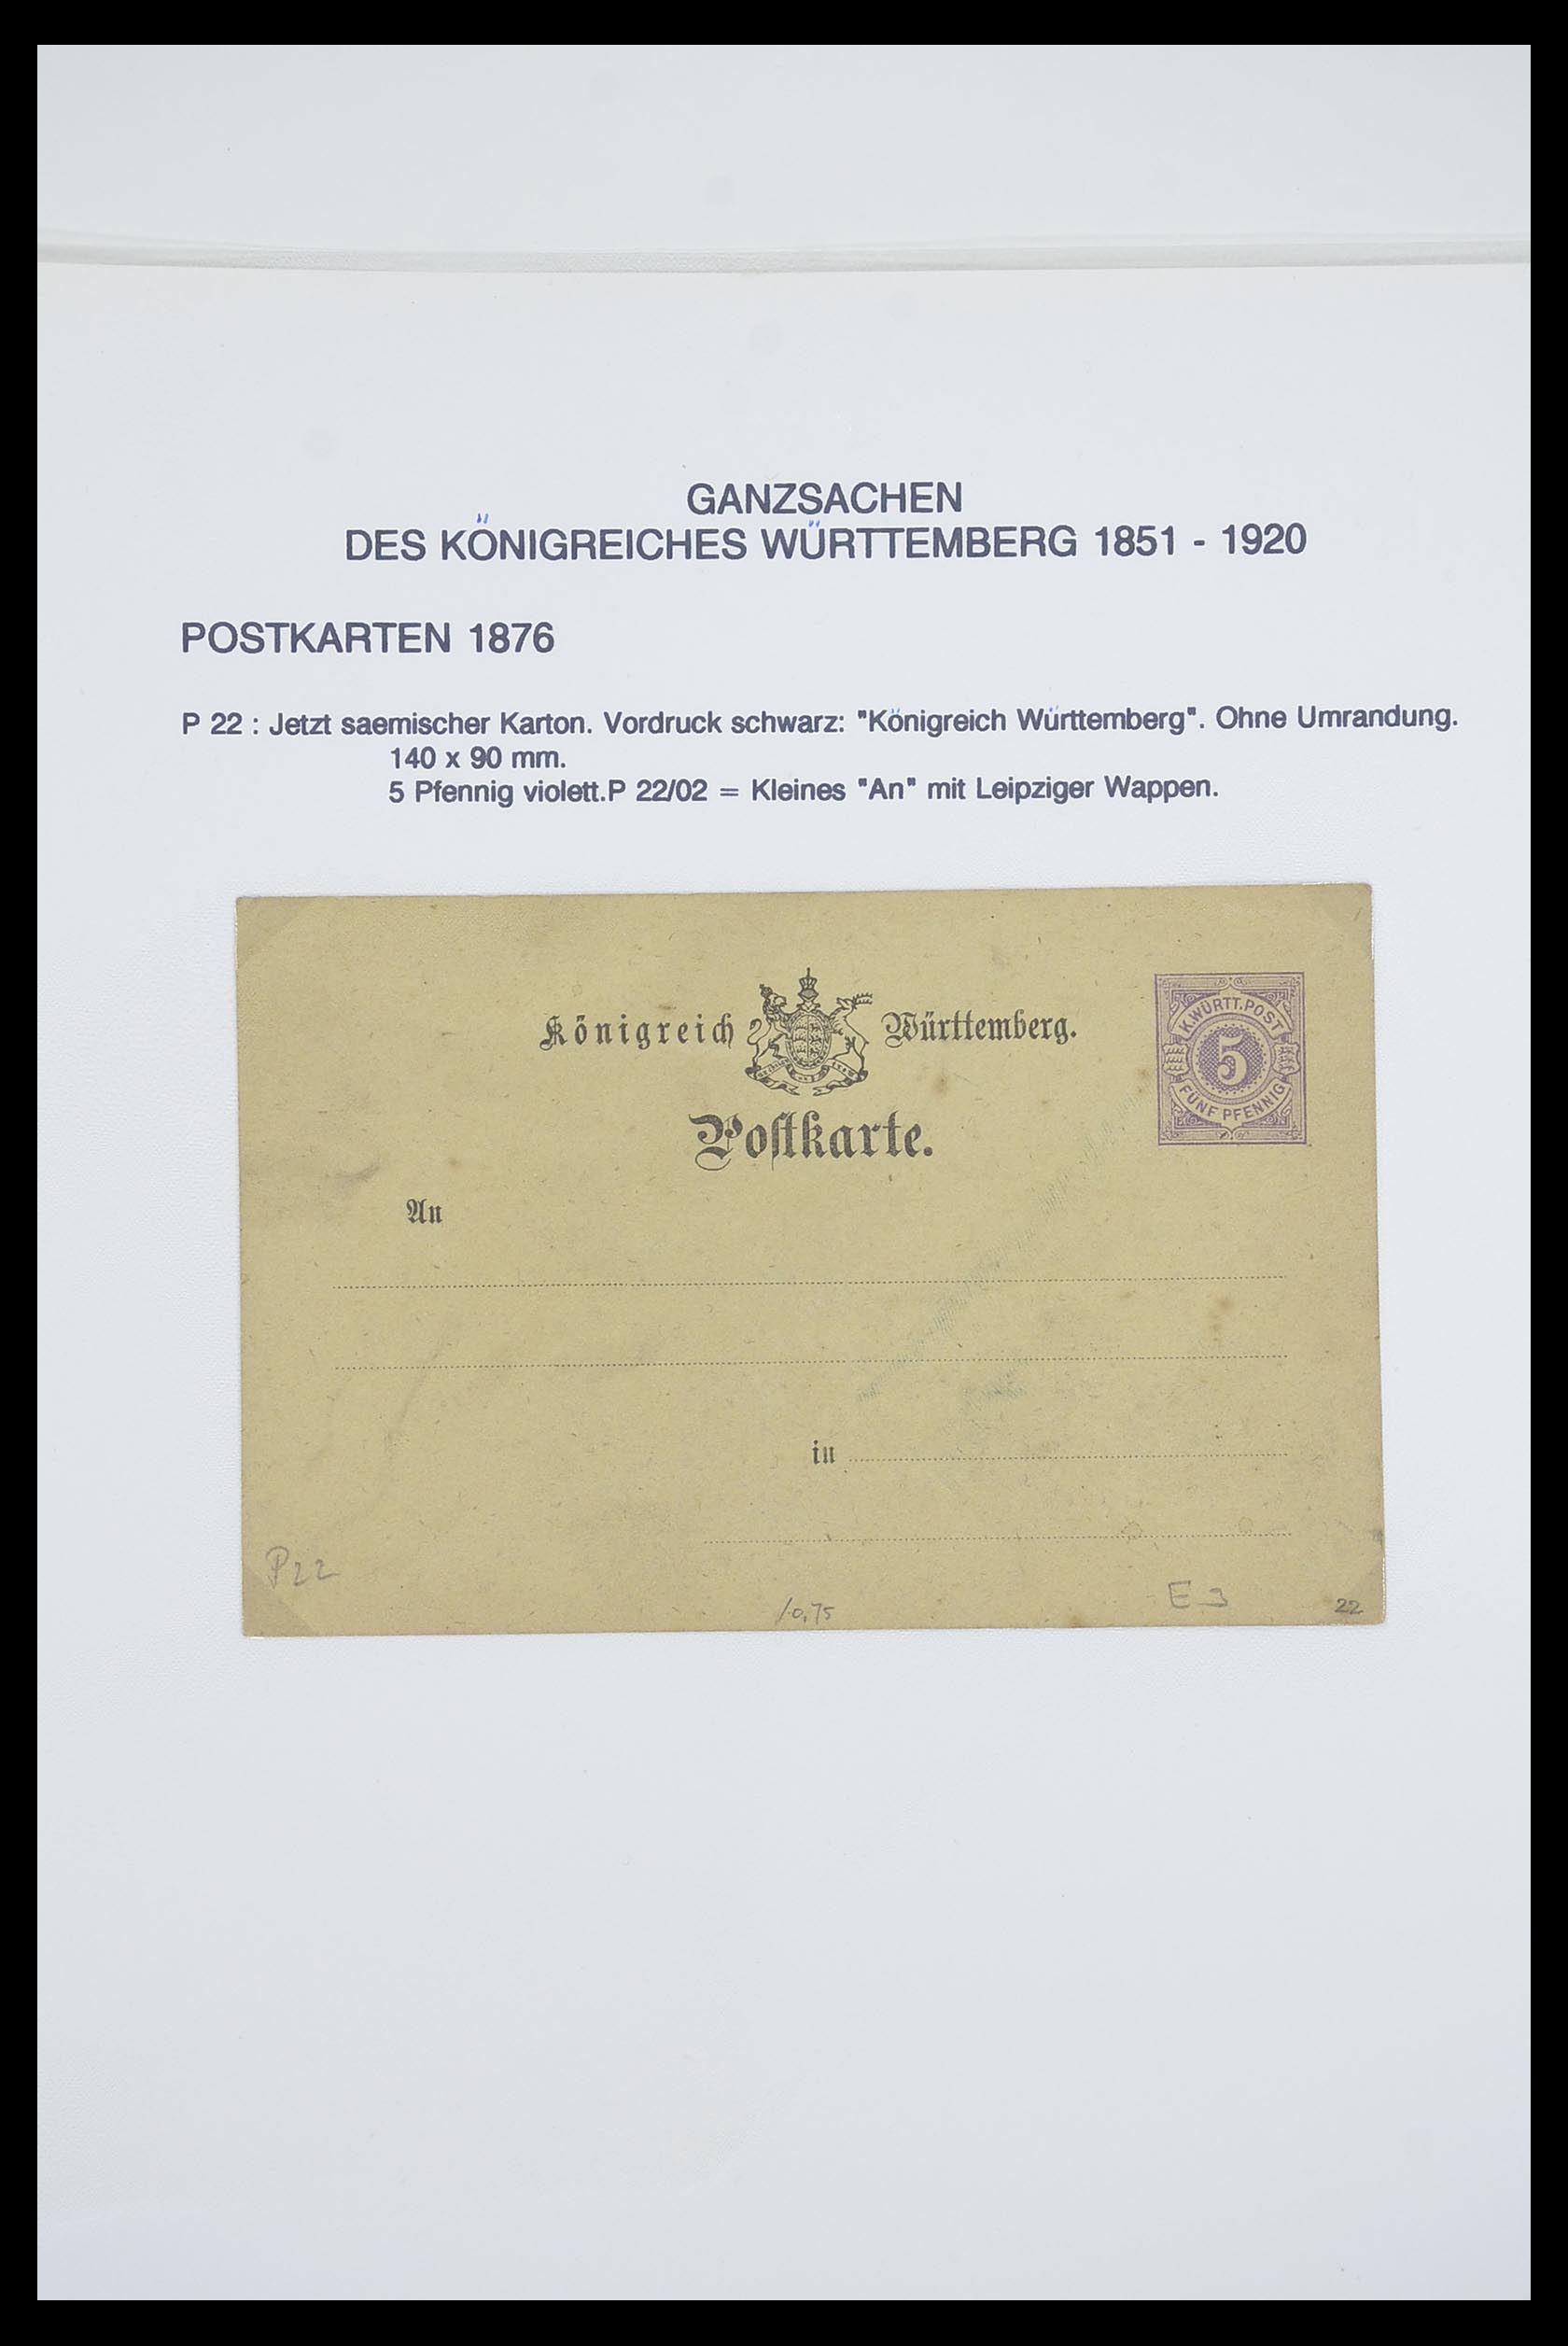 GANZSACHEN
DES KÖNIGREICHES WÜRTTEMBERG 1851 - 1920
POSTKARTEN 1876
P 22 : Jetzt saemischer Karton. Vordruck schwarz: "Königreich Württemberg". Ohne Umrandung.
140 x 90 mm.
5 Pfennig violett.P 22/02 = Kleines "An" mit Leipziger Wappen.
Königreich Württemberg.
K.WÜRTT.POST
5
FÜNF PFENNIG
Postkarte.
An
in
P22
/0,75
E 3
22